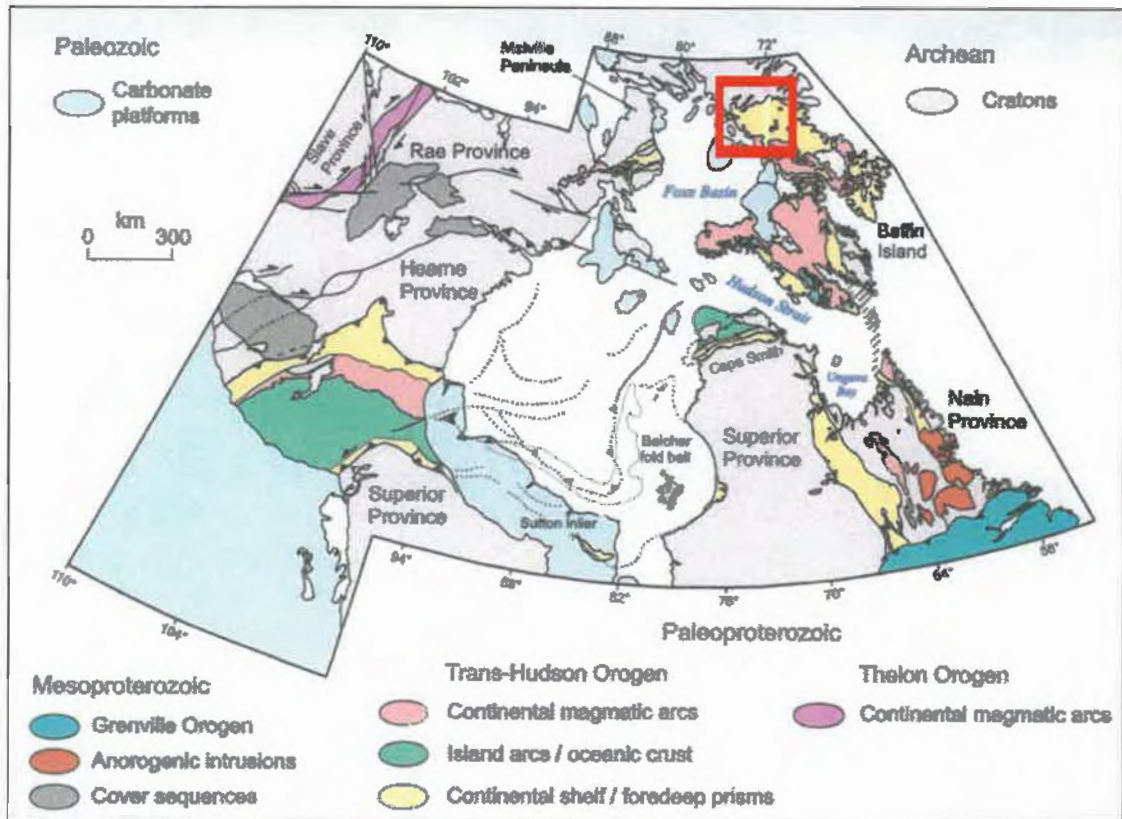 Paleozoic
Carbonate
platforms
Archean
Cratons
Melville
Peninsula
110°
102°
94°
88°
80°
72°
Slave
Province
Rae Province
km
0 300
Hearne
Province
Foxe Basin
Baffin
Island
Hudson Strait
Cape Smith
Ungava
Bay
Nain
Province
Belcher
fold belt
Superior
Province
Superior
Province
Sutton inlier
110°
104°
94°
88°
82°
76°
70°
64°
58°
Paleoproterozoic
Mesoproterozoic
Grenville Orogen
Anorogenic intrusions
Cover sequences
Trans-Hudson Orogen
Continental magmatic arcs
Island arcs / oceanic crust
Continental shelf / foredeep prisms
Thelon Orogen
Continental magmatic arcs